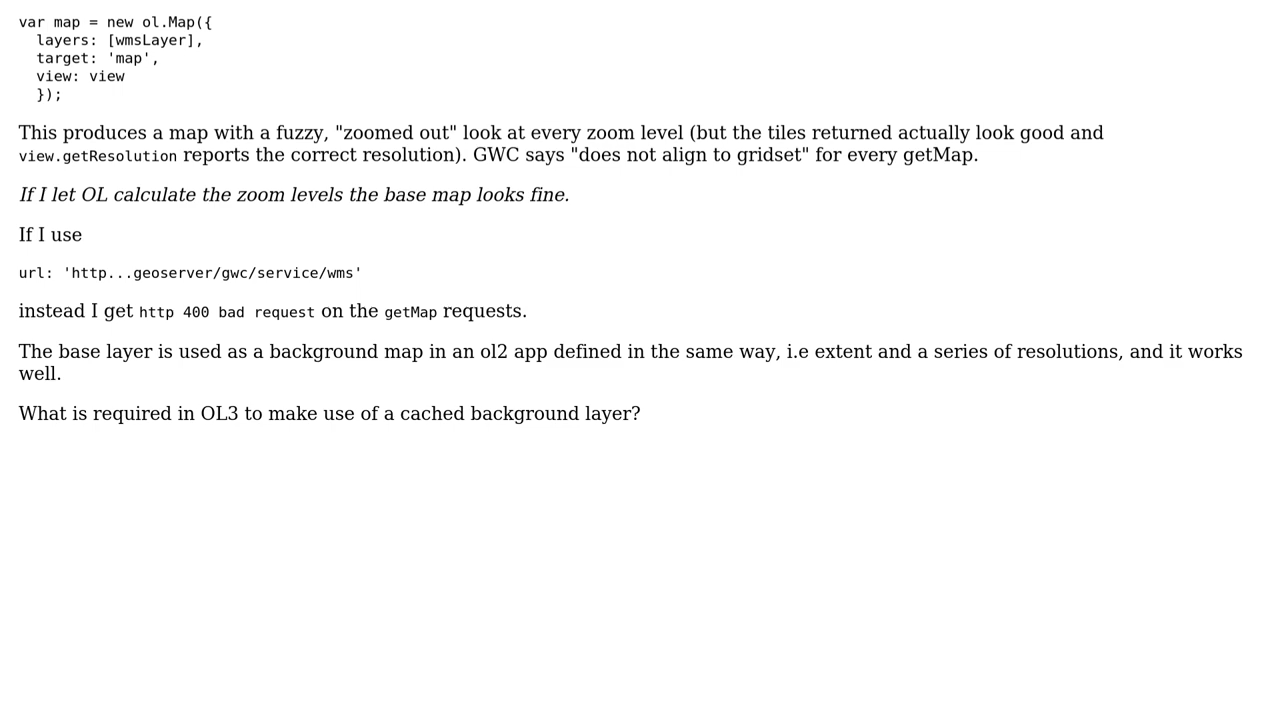 var map = new ol.Map({
  layers: [wmsLayer],
  target: 'map',
  view: view
  });
This produces a map with a fuzzy, "zoomed out" look at every zoom level (but the tiles returned actually look good and
view.getResolution reports the correct resolution). GWC says "does not align to gridset" for every getMap.
If I let OL calculate the zoom levels the base map looks fine.
If I use
url: 'http...geoserver/gwc/service/wms'
instead I get http 400 bad request on the getMap requests.
The base layer is used as a background map in an ol2 app defined in the same way, i.e extent and a series of resolutions, and it works
well.
What is required in OL3 to make use of a cached background layer?